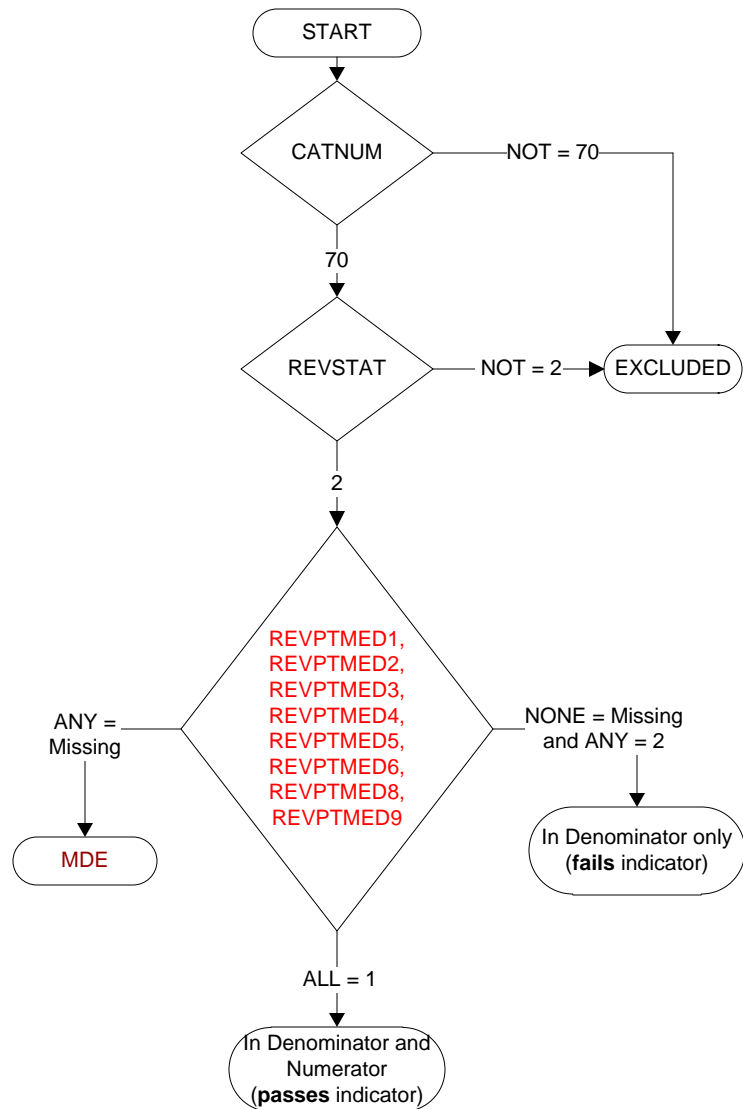 START
CATNUM
NOT = 70
70
REVSTAT
NOT = 2
EXCLUDED
2
REVPTMED1,
REVPTMED2,
REVPTMED3,
REVPTMED4,
REVPTMED5,
REVPTMED6,
REVPTMED8,
REVPTMED9
ANY =
Missing
NONE = Missing
and ANY = 2
MDE
In Denominator only
(fails indicator)
ALL = 1
In Denominator and
Numerator
(passes indicator)